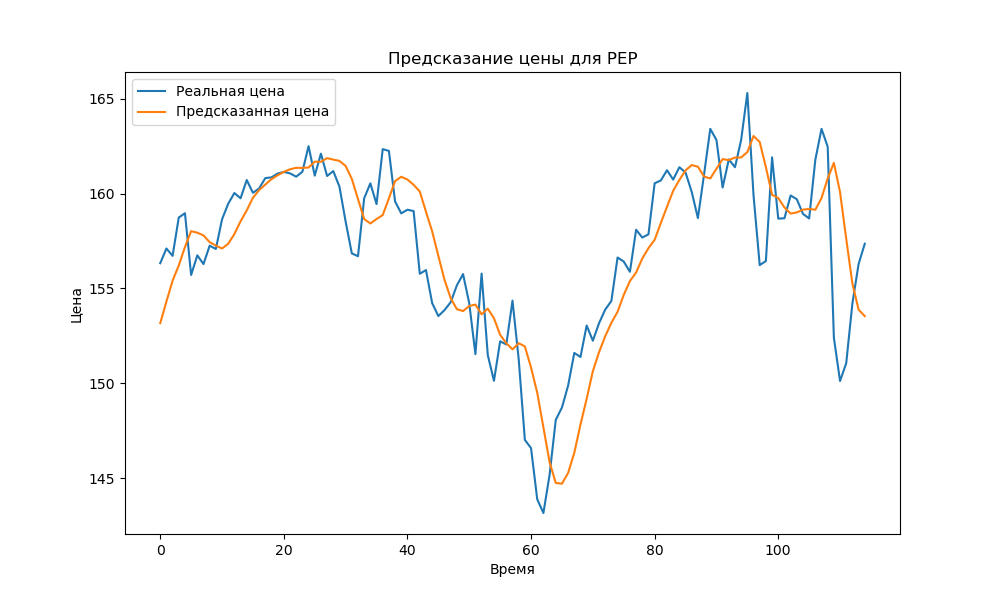 Предсказание цены для PEP
Реальная цена
Предсказанная цена
Цена
165
160
155
150
145
0 20 40 60 80 100
Время